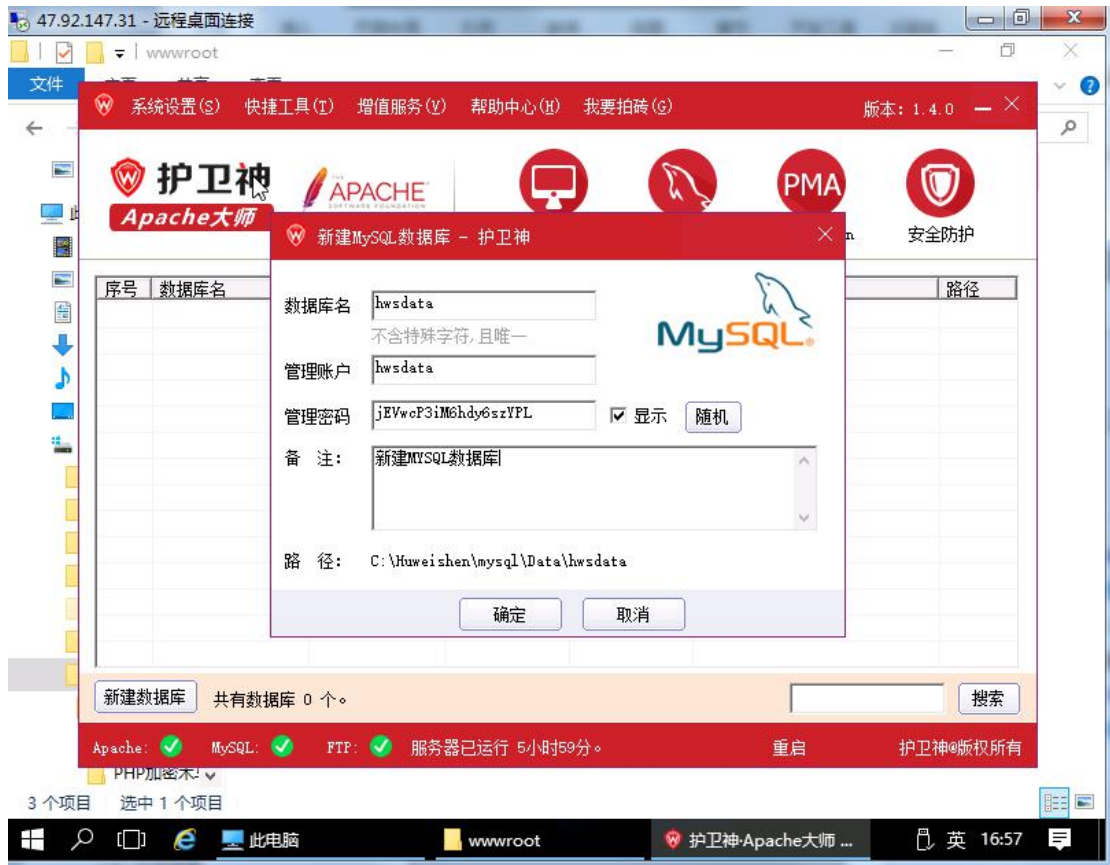 47.92.147.31 - 远程桌面连接
wwwroot
文件
系统设置(S) 快捷工具(T) 增值服务(V) 帮助中心(H) 我要拍砖(G) 版本: 1.4.0
护卫神
Apache大师
THE
APACHE
SOFTWARE FOUNDATION
PMA
安全防护
新建MySQL数据库 - 护卫神
序号 数据库名 路径
数据库名 hwsdata
不含特殊字符,且唯一
MySQL
管理账户 hwsdata
管理密码 jEVwcP3iM6hdy6szYPL 显示 随机
备 注: 新建MYSQL数据库
路 径: C:\Huweishen\mysql\Data\hwsdata
确定 取消
新建数据库 共有数据库 0 个。 搜索
Apache: MySQL: FTP: 服务器已运行 5小时59分。 重启 护卫神@版权所有
3 个项目 选中 1 个项目
此电脑 wwwroot 护卫神·Apache大师 ... 英 16:57